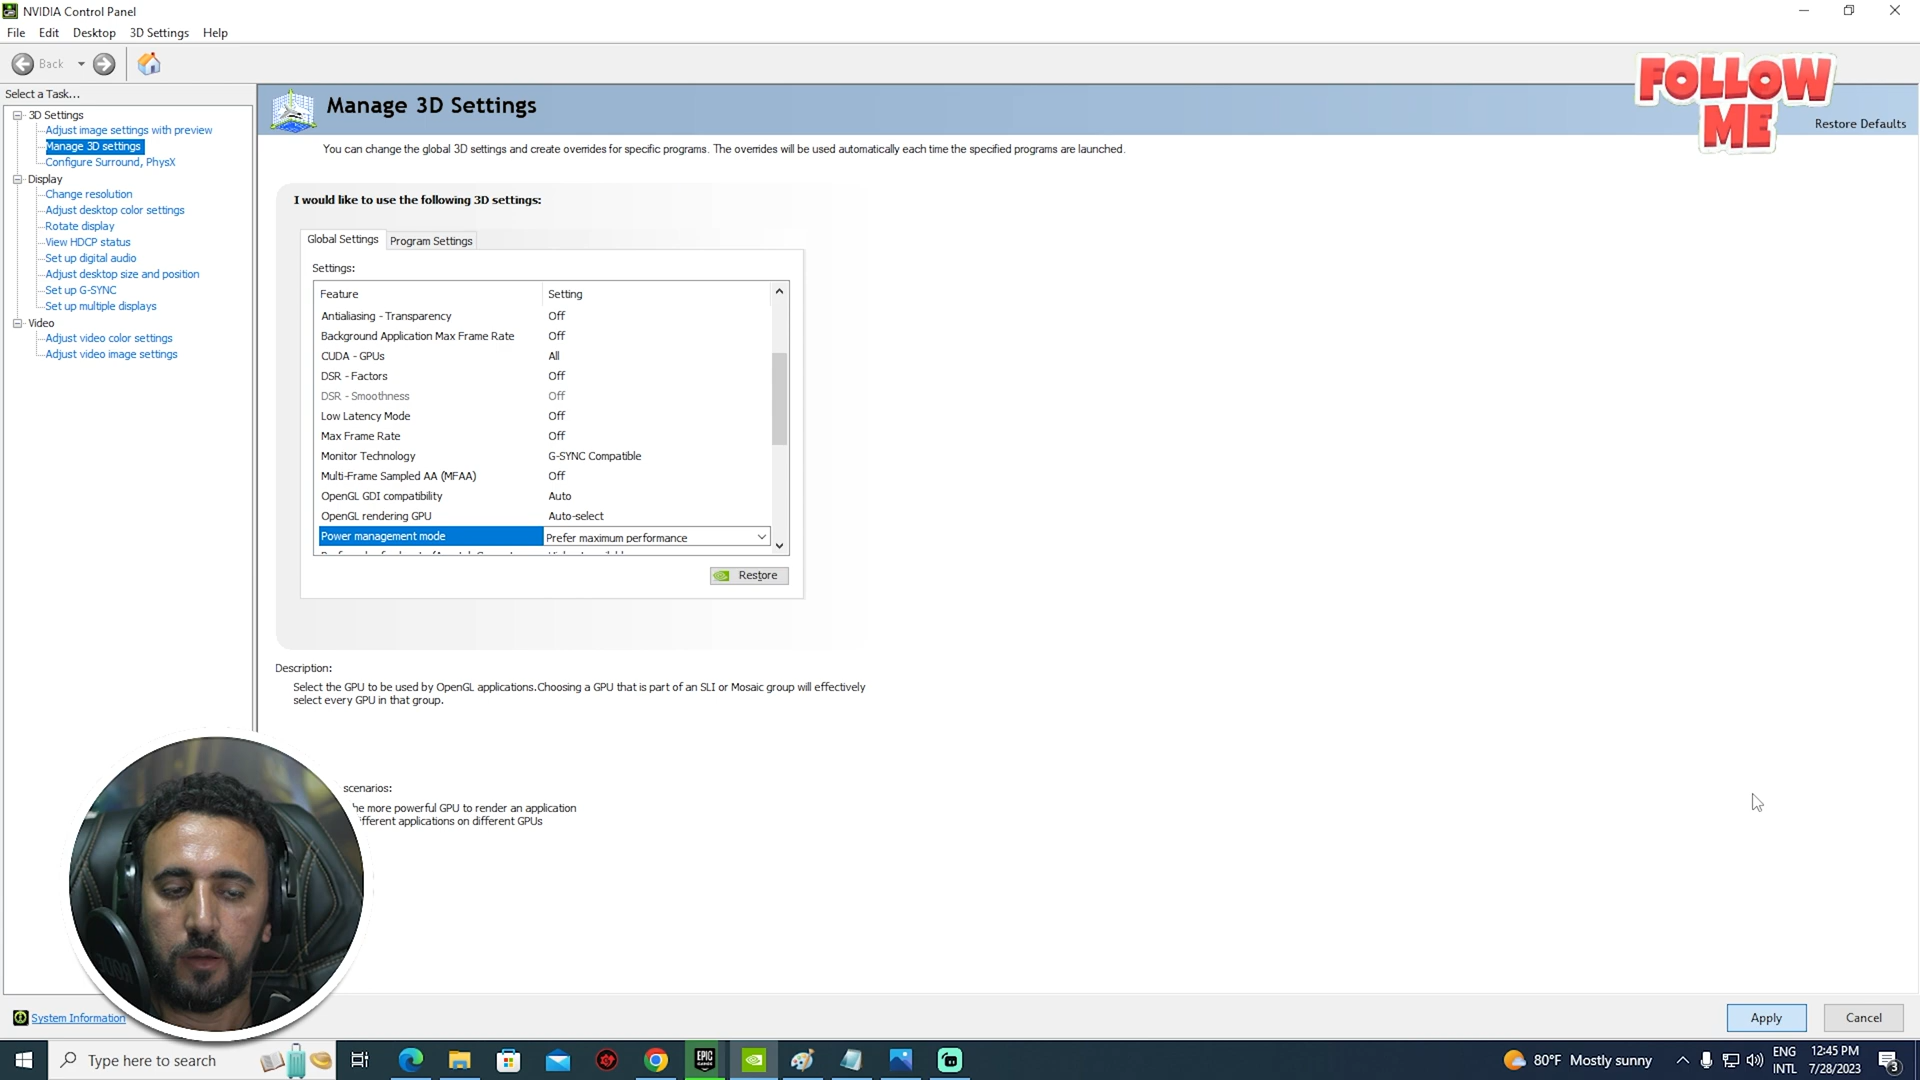 NVIDIA Control Panel
File Edit Desktop 3D Settings Help
Back
FOLLOW
ME
Select a Task...
3D Settings
Adjust image settings with preview
Manage 3D settings
Configure Surround, PhysX
Display
Change resolution
Adjust desktop color settings
Rotate display
View HDCP status
Set up digital audio
Adjust desktop size and position
Set up G-SYNC
Set up multiple displays
Video
Adjust video color settings
Adjust video image settings
Manage 3D Settings
Restore Defaults
You can change the global 3D settings and create overrides for specific programs. The overrides will be used automatically each time the specified programs are launched.
I would like to use the following 3D settings:
Global Settings Program Settings
Settings:
Feature Setting
Antialiasing - Transparency Off
Background Application Max Frame Rate Off
CUDA - GPUs All
DSR - Factors Off
DSR - Smoothness Off
Low Latency Mode Off
Max Frame Rate Off
Monitor Technology G-SYNC Compatible
Multi-Frame Sampled AA (MFAA) Off
OpenGL GDI compatibility Auto
OpenGL rendering GPU Auto-select
Power management mode Prefer maximum performance
Restore
Description:
Select the GPU to be used by OpenGL applications.Choosing a GPU that is part of an SLI or Mosaic group will effectively
select every GPU in that group.
scenarios:
he more powerful GPU to render an application
ifferent applications on different GPUs
System Information
Apply Cancel
Type here to search
EPIC
GAMES
80°F Mostly sunny
ENG
INTL
12:45 PM
7/28/2023
3